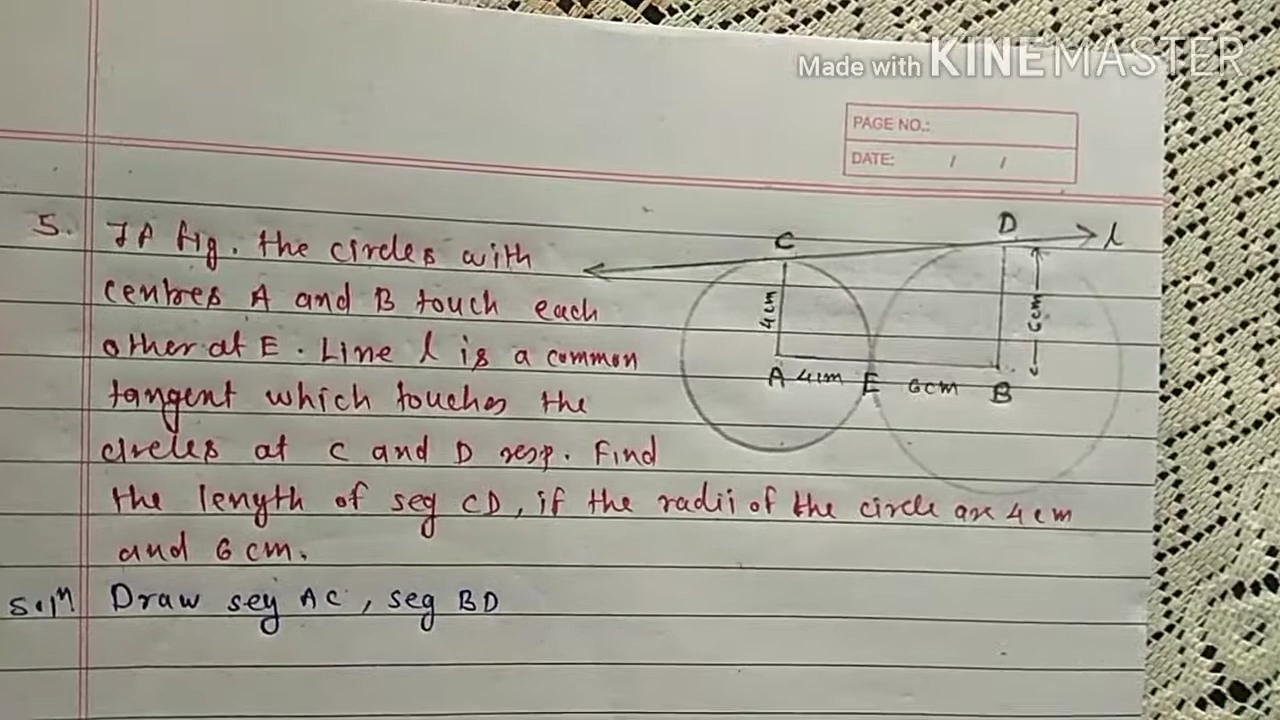 Made with KINEMASTER
PAGE NO.:
DATE: / /
5. If fig. the circles with
centres A and B touch each
other at E. Line l is a common
tangent which touches the
circles at C and D resp. Find
the length of seg CD, if the radii of the circle are 4 cm
and 6 cm.
Soln Draw seg AC, seg BD
C
D
l
4cm
6cm
A 4cm E 6cm B